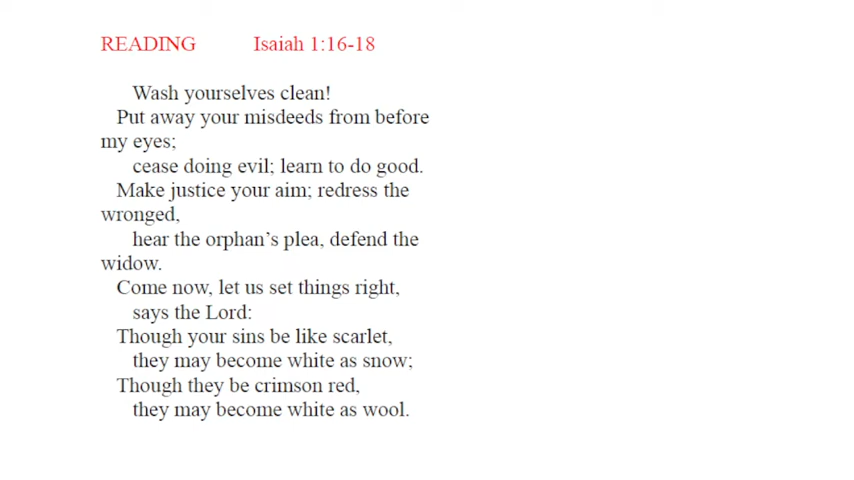 READING Isaiah 1:16-18
Wash yourselves clean!
Put away your misdeeds from before
my eyes;
cease doing evil; learn to do good.
Make justice your aim; redress the
wronged,
hear the orphan’s plea, defend the
widow.
Come now, let us set things right,
says the Lord:
Though your sins be like scarlet,
they may become white as snow;
Though they be crimson red,
they may become white as wool.